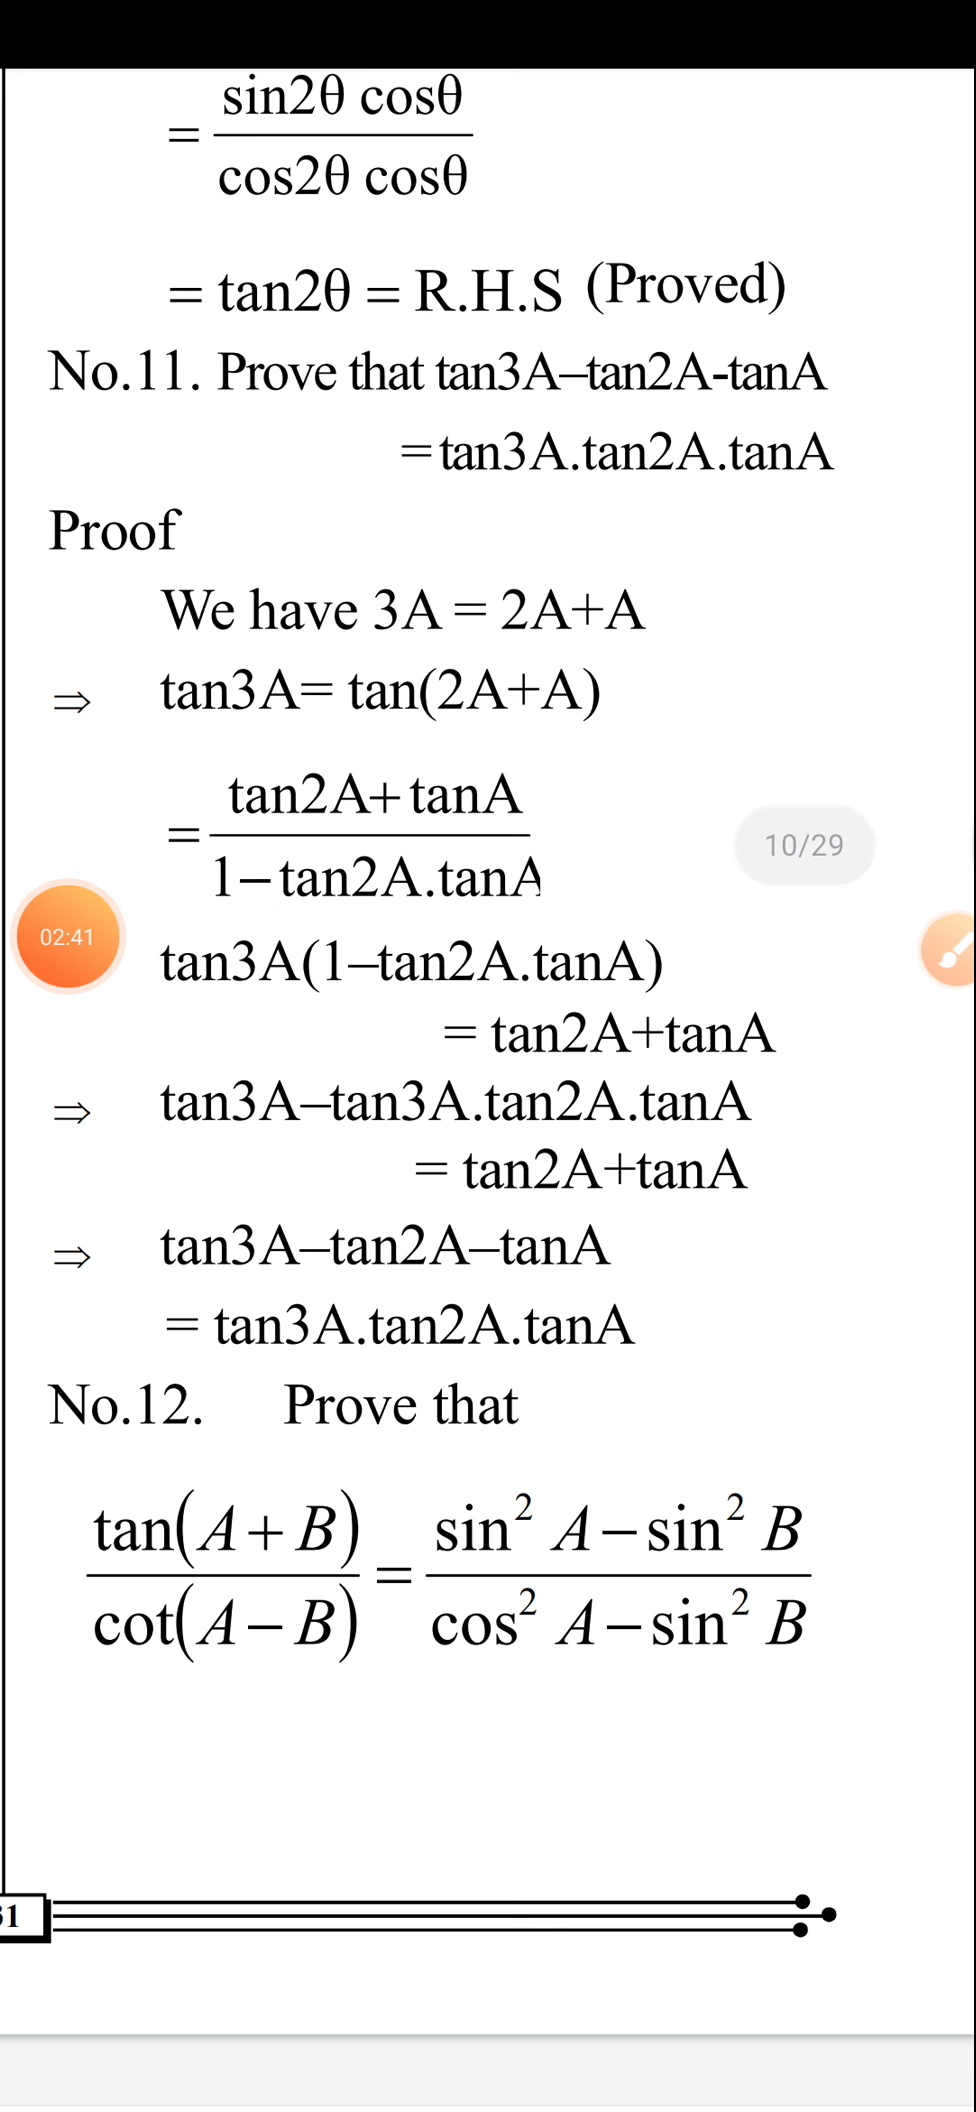 = sin2θ cosθ / cos2θ cosθ
= tan2θ = R.H.S (Proved)
No.11. Prove that tan3A–tan2A-tanA
=tan3A.tan2A.tanA
Proof
We have 3A = 2A+A
⇒ tan3A= tan(2A+A)
= tan2A+tanA / 1–tan2A.tanA
10/29
02:41
tan3A(1–tan2A.tanA)
= tan2A+tanA
⇒ tan3A–tan3A.tan2A.tanA
= tan2A+tanA
⇒ tan3A–tan2A–tanA
= tan3A.tan2A.tanA
No.12. Prove that
tan(A+B) / cot(A–B) = sin² A–sin² B / cos² A–sin² B